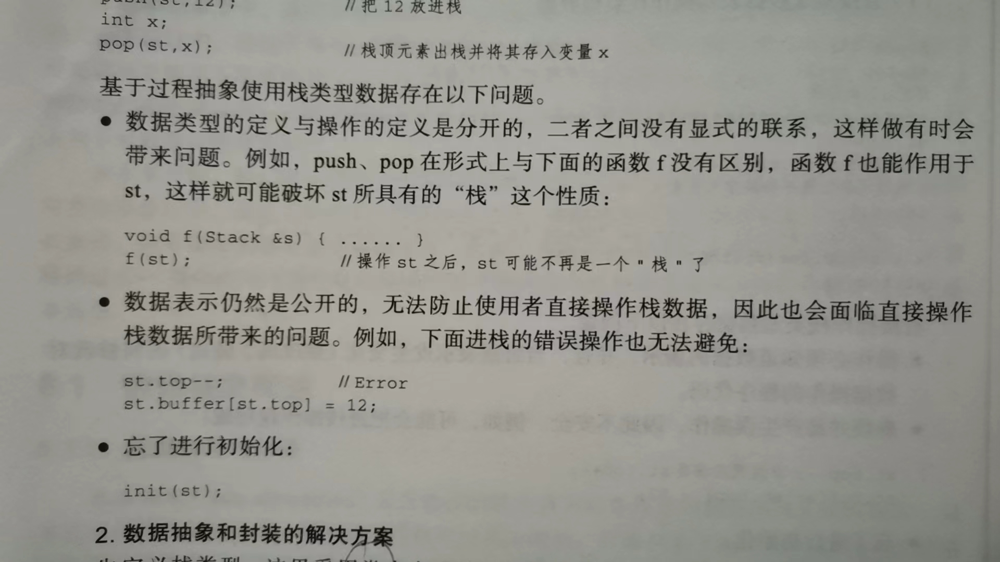 push(st,12);	//把 12 放进栈
int x;
pop(st,x);	//栈顶元素出栈并将其存入变量 x
基于过程抽象使用栈类型数据存在以下问题。
● 数据类型的定义与操作的定义是分开的，二者之间没有显式的联系，这样做有时会
带来问题。例如，push、pop 在形式上与下面的函数 f 没有区别，函数 f 也能作用于
st，这样就可能破坏 st 所具有的“栈”这个性质：
void f(Stack &s) { ...... }
f(st);	//操作 st 之后，st 可能不再是一个"栈"了
● 数据表示仍然是公开的，无法防止使用者直接操作栈数据，因此也会面临直接操作
栈数据所带来的问题。例如，下面进栈的错误操作也无法避免：
st.top--;	//Error
st.buffer[st.top] = 12;
● 忘了进行初始化：
init(st);
2. 数据抽象和封装的解决方案